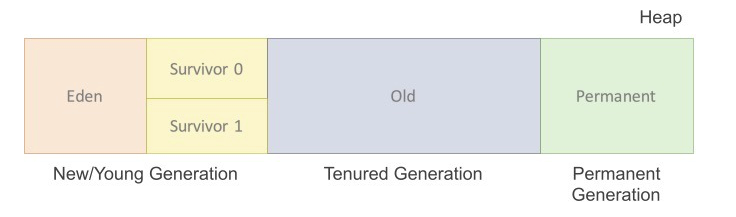 Heap
Eden
Survivor 0
Survivor 1
Old
Permanent
New/Young Generation
Tenured Generation
Permanent
Generation